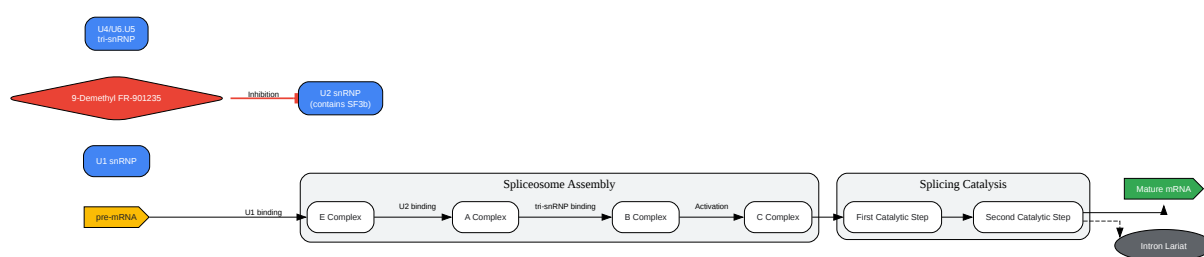 U4/U6.U5
tri-snRNP
9-Demethyl FR-901235
Inhibition
U2 snRNP
(contains SF3b)
U1 snRNP
Spliceosome Assembly
Splicing Catalysis
Mature mRNA
pre-mRNA
U1 binding
E Complex
U2 binding
A Complex
tri-snRNP binding
B Complex
Activation
C Complex
First Catalytic Step
Second Catalytic Step
Intron Lariat